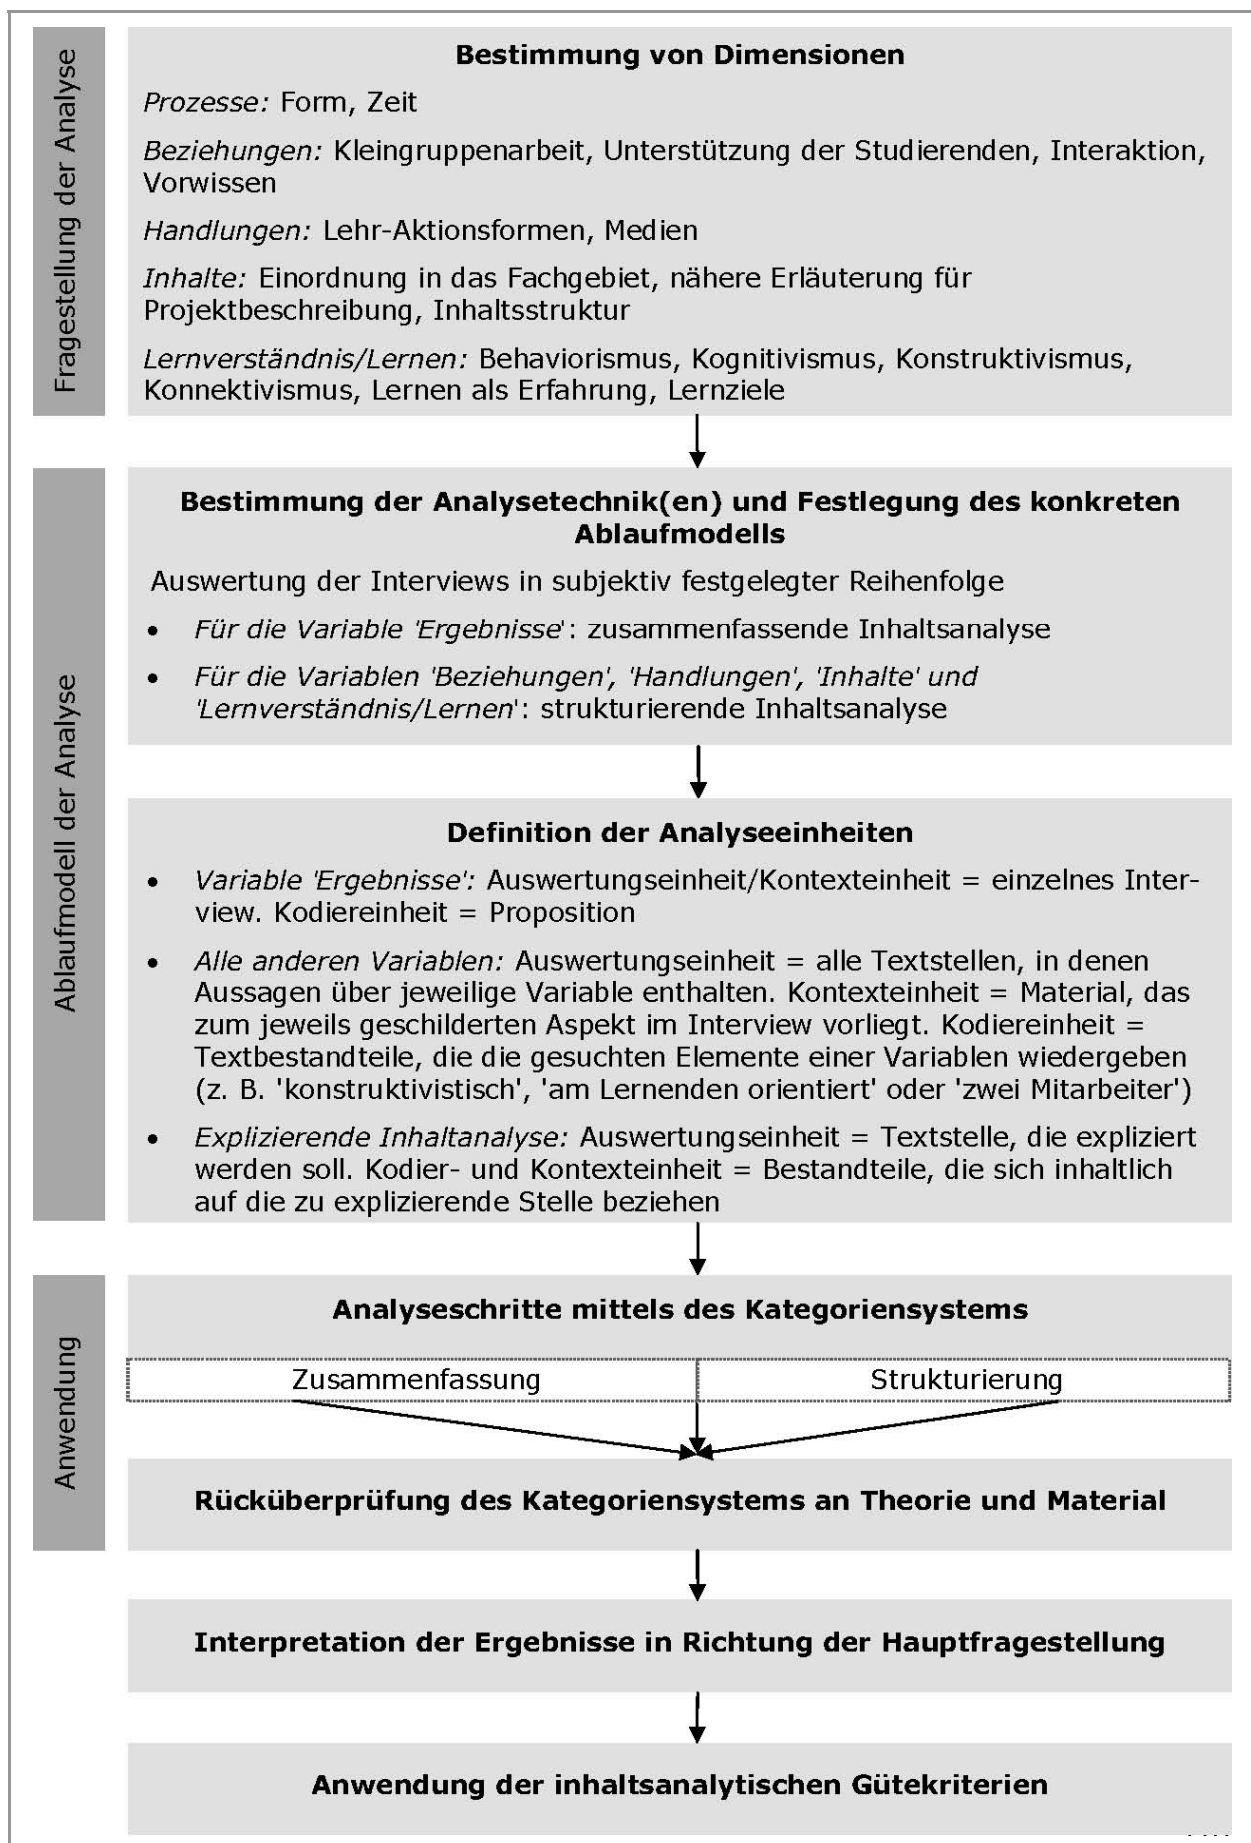 Fragestellung der Analyse
Bestimmung von Dimensionen
Prozesse: Form, Zeit
Beziehungen: Kleingruppenarbeit, Unterstützung der Studierenden, Interaktion,
Vorwissen
Handlungen: Lehr-Aktionsformen, Medien
Inhalte: Einordnung in das Fachgebiet, nähere Erläuterung für
Projektbeschreibung, Inhaltsstruktur
Lernverständnis/Lernen: Behaviorismus, Kognitivismus, Konstruktivismus,
Konnektivismus, Lernen als Erfahrung, Lernziele
Ablaufmodell der Analyse
Bestimmung der Analysetechnik(en) und Festlegung des konkreten
Ablaufmodells
Auswertung der Interviews in subjektiv festgelegter Reihenfolge
• Für die Variable 'Ergebnisse': zusammenfassende Inhaltsanalyse
• Für die Variablen 'Beziehungen', 'Handlungen', 'Inhalte' und
'Lernverständnis/Lernen': strukturierende Inhaltsanalyse
Definition der Analyseeinheiten
• Variable 'Ergebnisse': Auswertungseinheit/Kontexteinheit = einzelnes Inter-
view. Kodiereinheit = Proposition
• Alle anderen Variablen: Auswertungseinheit = alle Textstellen, in denen
Aussagen über jeweilige Variable enthalten. Kontexteinheit = Material, das
zum jeweils geschilderten Aspekt im Interview vorliegt. Kodiereinheit =
Textbestandteile, die die gesuchten Elemente einer Variablen wiedergeben
(z. B. 'konstruktivistisch', 'am Lernenden orientiert' oder 'zwei Mitarbeiter')
• Explizierende Inhaltanalyse: Auswertungseinheit = Textstelle, die expliziert
werden soll. Kodier- und Kontexteinheit = Bestandteile, die sich inhaltlich
auf die zu explizierende Stelle beziehen
Anwendung
Analyseschritte mittels des Kategoriensystems
Zusammenfassung
Strukturierung
Rücküberprüfung des Kategoriensystems an Theorie und Material
Interpretation der Ergebnisse in Richtung der Hauptfragestellung
Anwendung der inhaltsanalytischen Gütekriterien